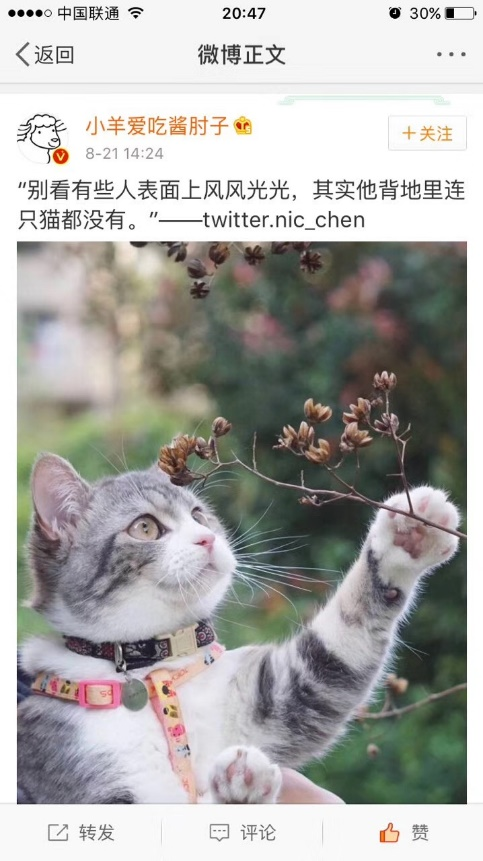 中国联通
20:47
30%
返回
微博正文
小羊爱吃酱肘子
+关注
8-21 14:24
“别看有些人表面上风风光光，其实他背地里连
只猫都没有。”——twitter.nic_chen
转发
评论
赞